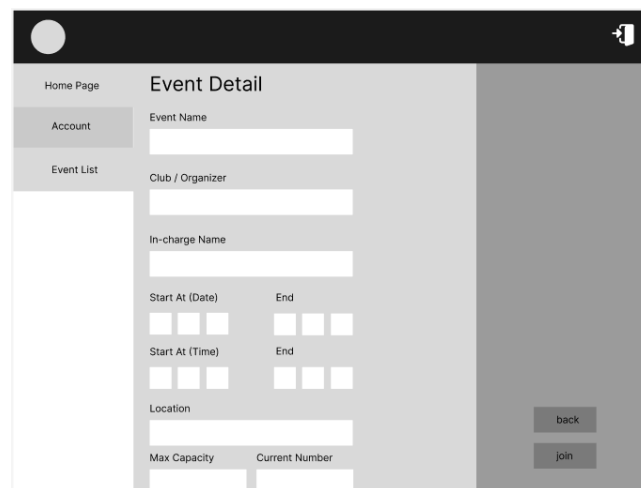 Home Page
Account
Event List
Event Detail
Event Name
Club / Organizer
In-charge Name
Start At (Date) End
Start At (Time) End
Location
Max Capacity Current Number
back
join